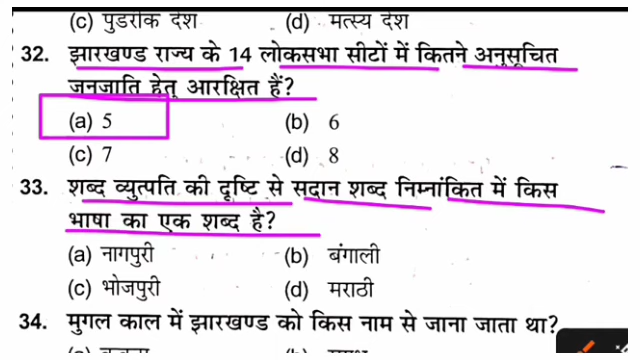 (c) पुंडरीक देश (d) मत्स्य देश
32. झारखण्ड राज्य के 14 लोकसभा सीटों में कितने अनुसूचित
जनजाति हेतु आरक्षित हैं?
(a) 5 (b) 6
(c) 7 (d) 8
33. शब्द व्युत्पति की दृष्टि से सदान शब्द निम्नांकित में किस
भाषा का एक शब्द है?
(a) नागपुरी (b) बंगाली
(c) भोजपुरी (d) मराठी
34. मुगल काल में झारखण्ड को किस नाम से जाना जाता था?
(a) (b)